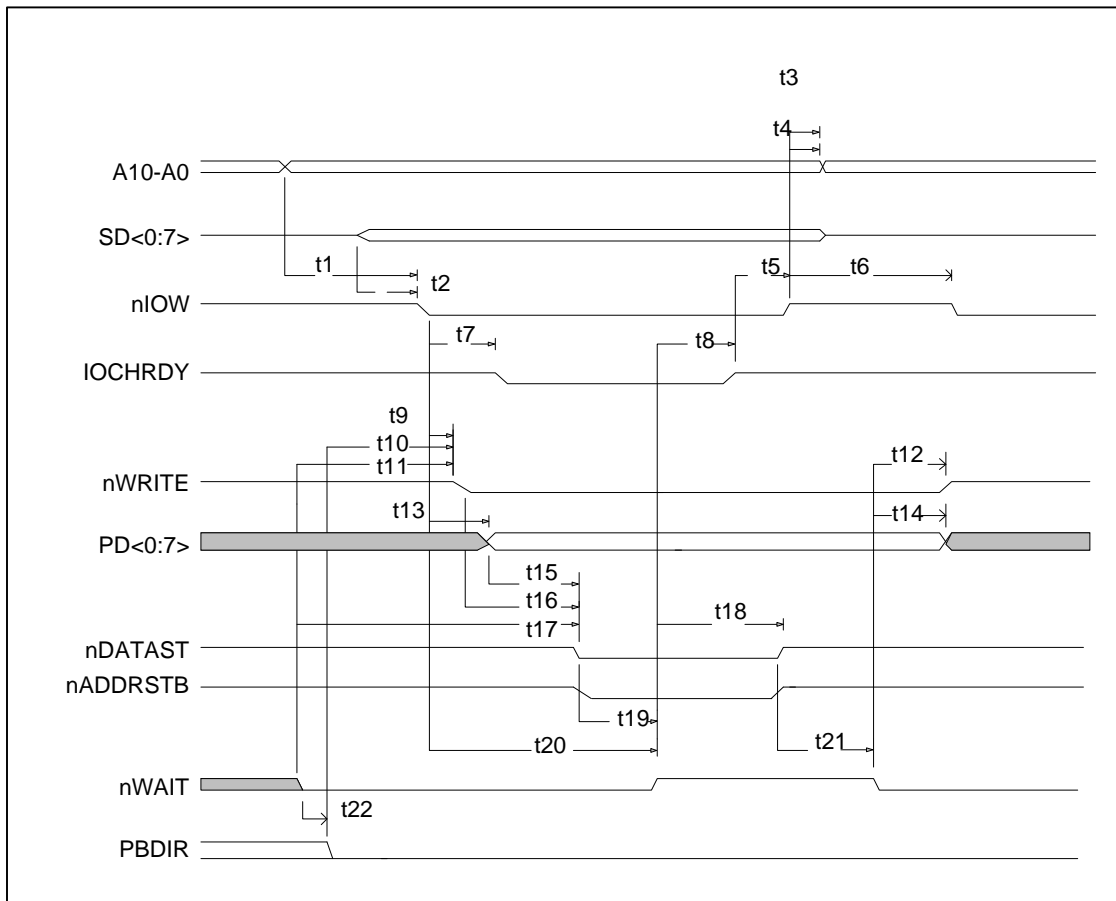 t3
t4
A10-A0
SD<0:7>
t1
t5
t6
t2
nIOW
t7
t8
IOCHRDY
t9
t10
t11
t12
nWRITE
t13
t14
PD<0:7>
t15
t16
t18
t17
nDATAST
nADDRSTB
t19
t20
t21
nWAIT
t22
PBDIR